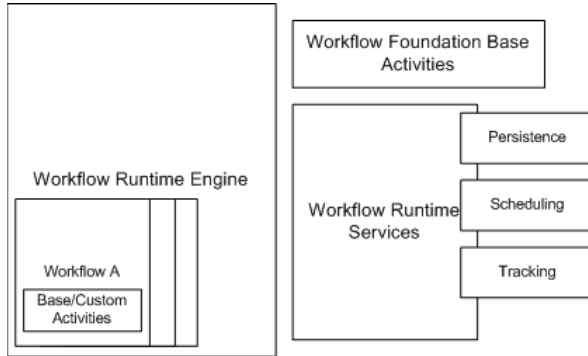 Workflow Runtime Engine
Workflow A
Base/Custom
Activities
Workflow Foundation Base
Activities
Workflow Runtime
Services
Persistence
Scheduling
Tracking